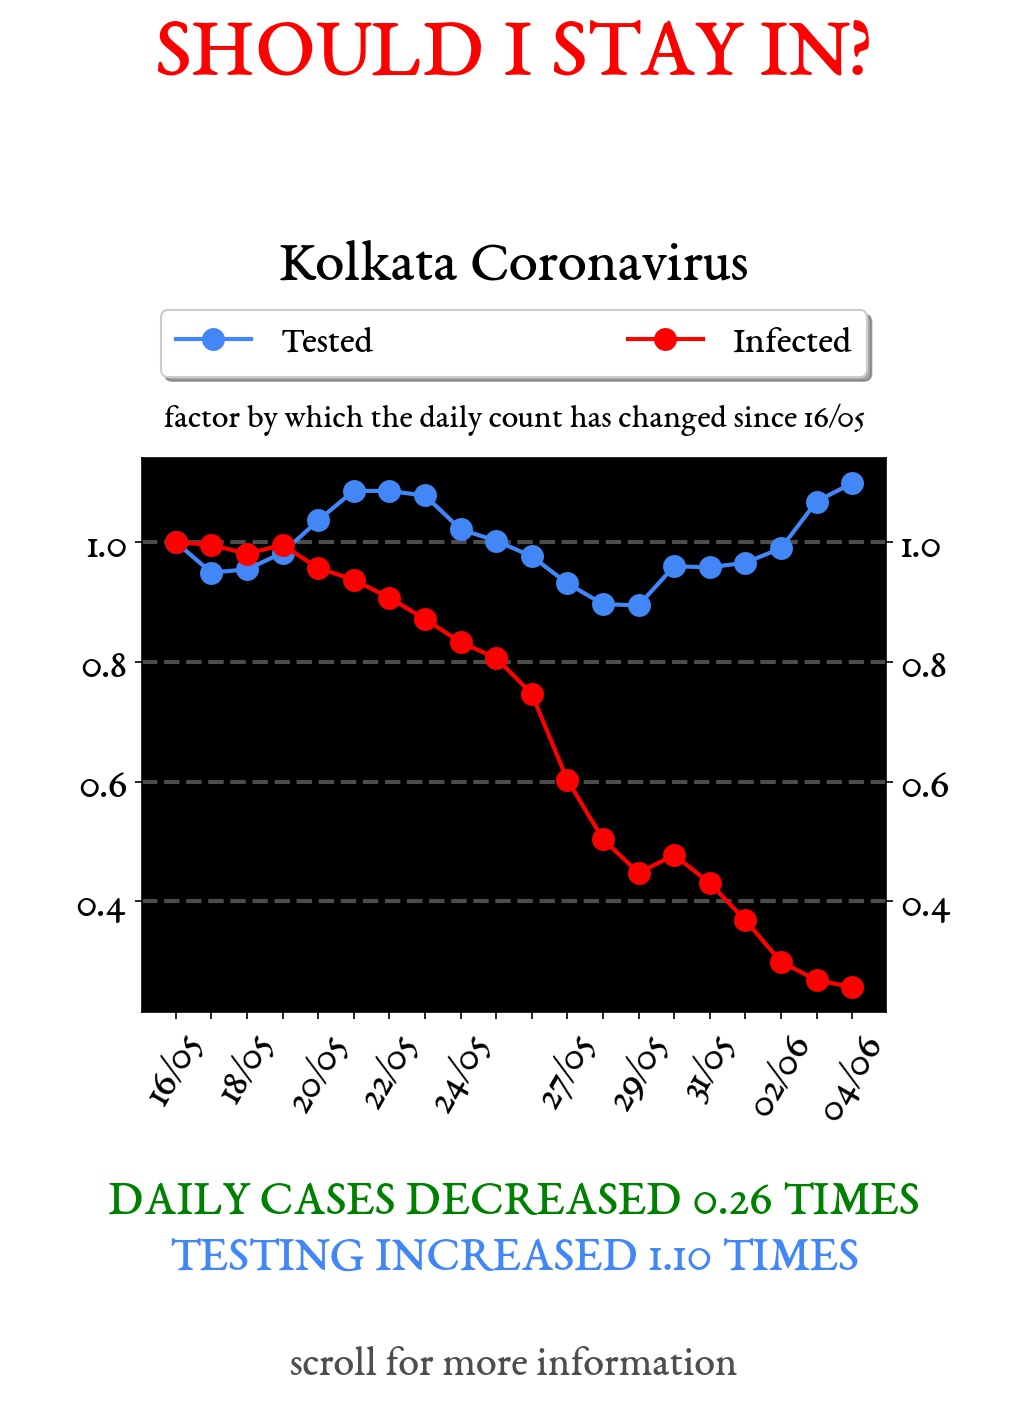 SHOULD I STAY IN?
Kolkata Coronavirus
Tested Infected
factor by which the daily count has changed since 16/05
1.0 1.0
0.8 0.8
0.6 0.6
0.4 0.4
16/05 18/05 20/05 22/05 24/05 27/05 29/05 31/05 02/06 04/06
DAILY CASES DECREASED 0.26 TIMES
TESTING INCREASED 1.10 TIMES
scroll for more information